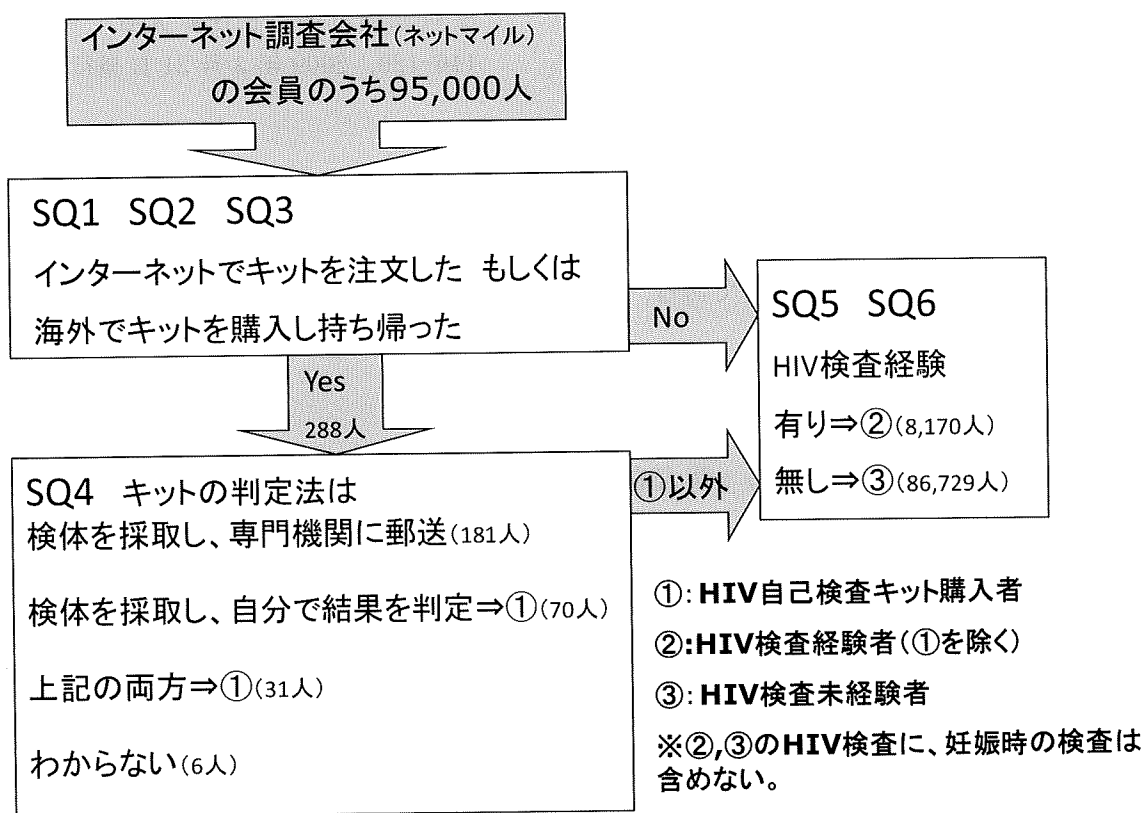 インターネット調査会社(ネットマイル)
の会員のうち95,000人
SQ1 SQ2 SQ3
インターネットでキットを注文した もしくは
海外でキットを購入し持ち帰った
No
SQ5 SQ6
HIV検査経験
有り⇒②(8,170人)
無し⇒③(86,729人)
Yes
288人
SQ4 キットの判定法は
検体を採取し、専門機関に郵送(181人)
検体を採取し、自分で結果を判定⇒①(70人)
上記の両方⇒①(31人)
わからない(6人)
①以外
①:HIV自己検査キット購入者
②:HIV検査経験者(①を除く)
③:HIV検査未経験者
※②,③のHIV検査に、妊娠時の検査は
含めない。